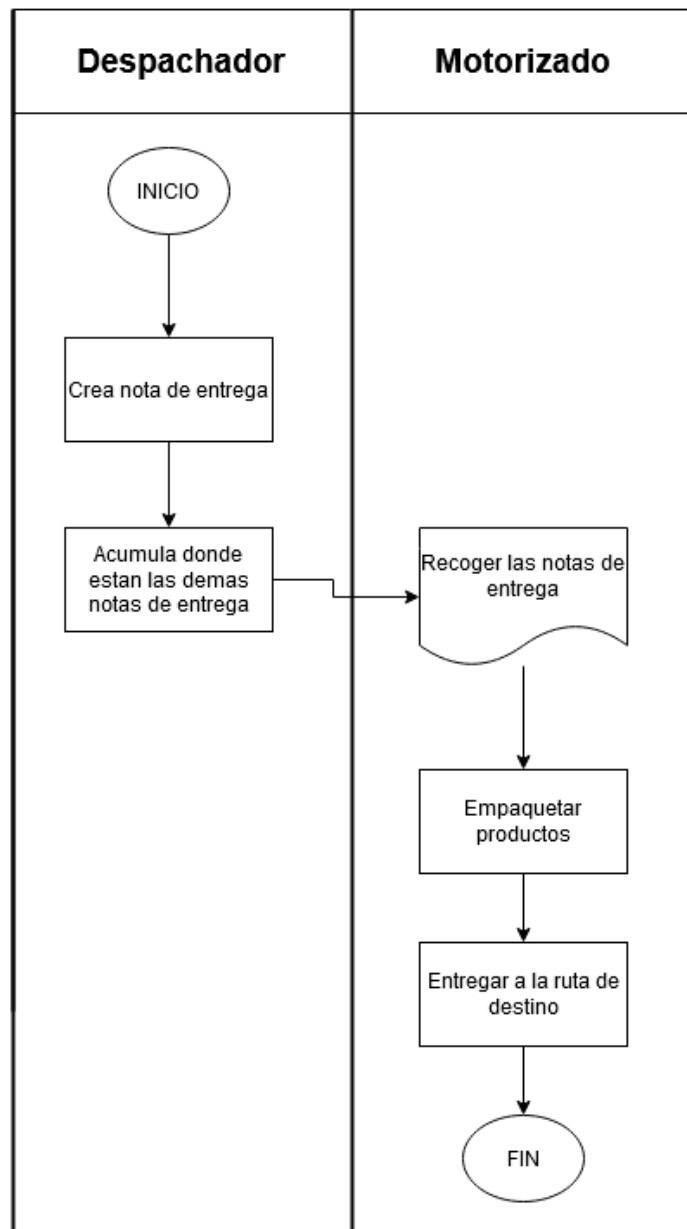 Despachador
Motorizado
INICIO
Crea nota de entrega
Acumula donde
estan las demas
notas de entrega
Recoger las notas de
entrega
Empaquetar
productos
Entregar a la ruta de
destino
FIN